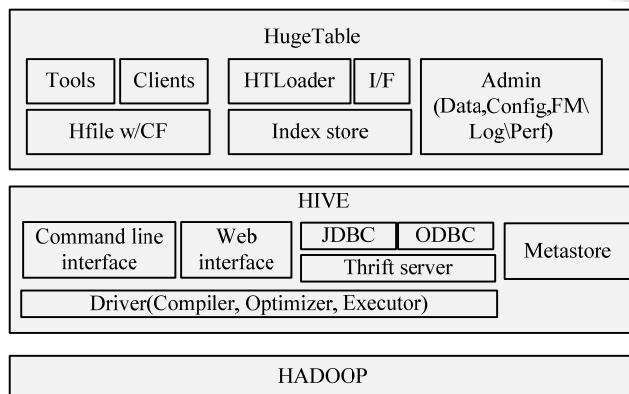 HugeTable
Tools
Clients
HTLoader
I/F
Admin
(Data,Config,FM\
Log\Perf)
Hfile w/CF
Index store
HIVE
Command line
interface
Web
interface
JDBC
ODBC
Thrift server
Metastore
Driver(Compiler, Optimizer, Executor)
HADOOP